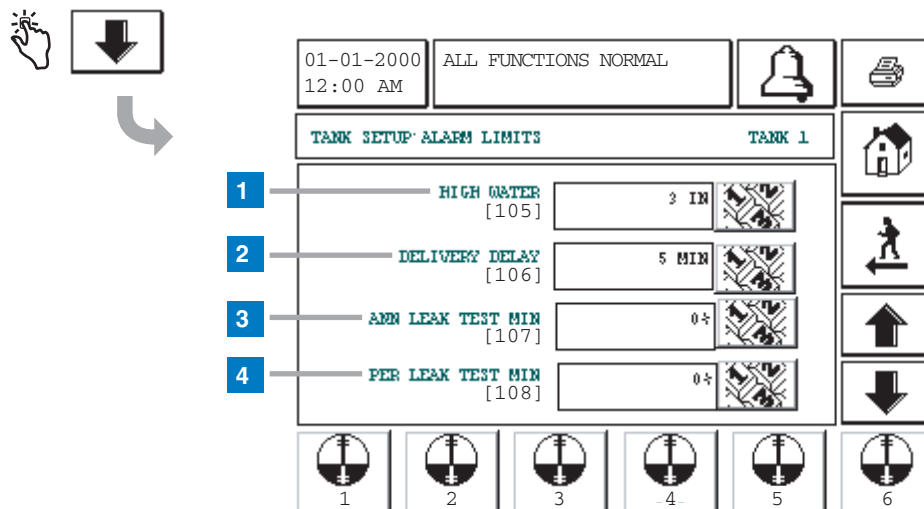 01-01-2000
12:00 AM
ALL FUNCTIONS NORMAL
TANK SETUP ALARM LIMITS
TANK 1
1
HIGH WATER
[105]
3 IN
2
DELIVERY DELAY
[106]
5 MIN
3
ANN LEAK TEST MIN
[107]
0%
4
PER LEAK TEST MIN
[108]
0%
1
2
3
-4-
5
6